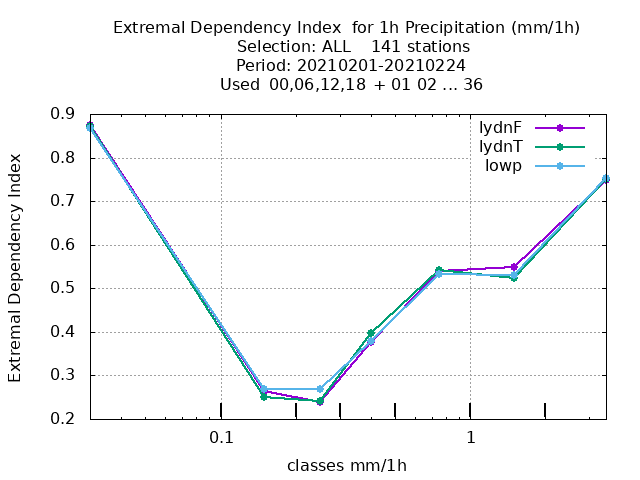 Extremal Dependency Index  for 1h Precipitation (mm/1h)
Selection: ALL    141 stations
Period: 20210201-20210224
Used  00,06,12,18  + 01 02 ... 36
lydnF
lydnT
lowp
Extremal Dependency Index
0.9
0.8
0.7
0.6
0.5
0.4
0.3
0.2
0.1
1
classes mm/1h